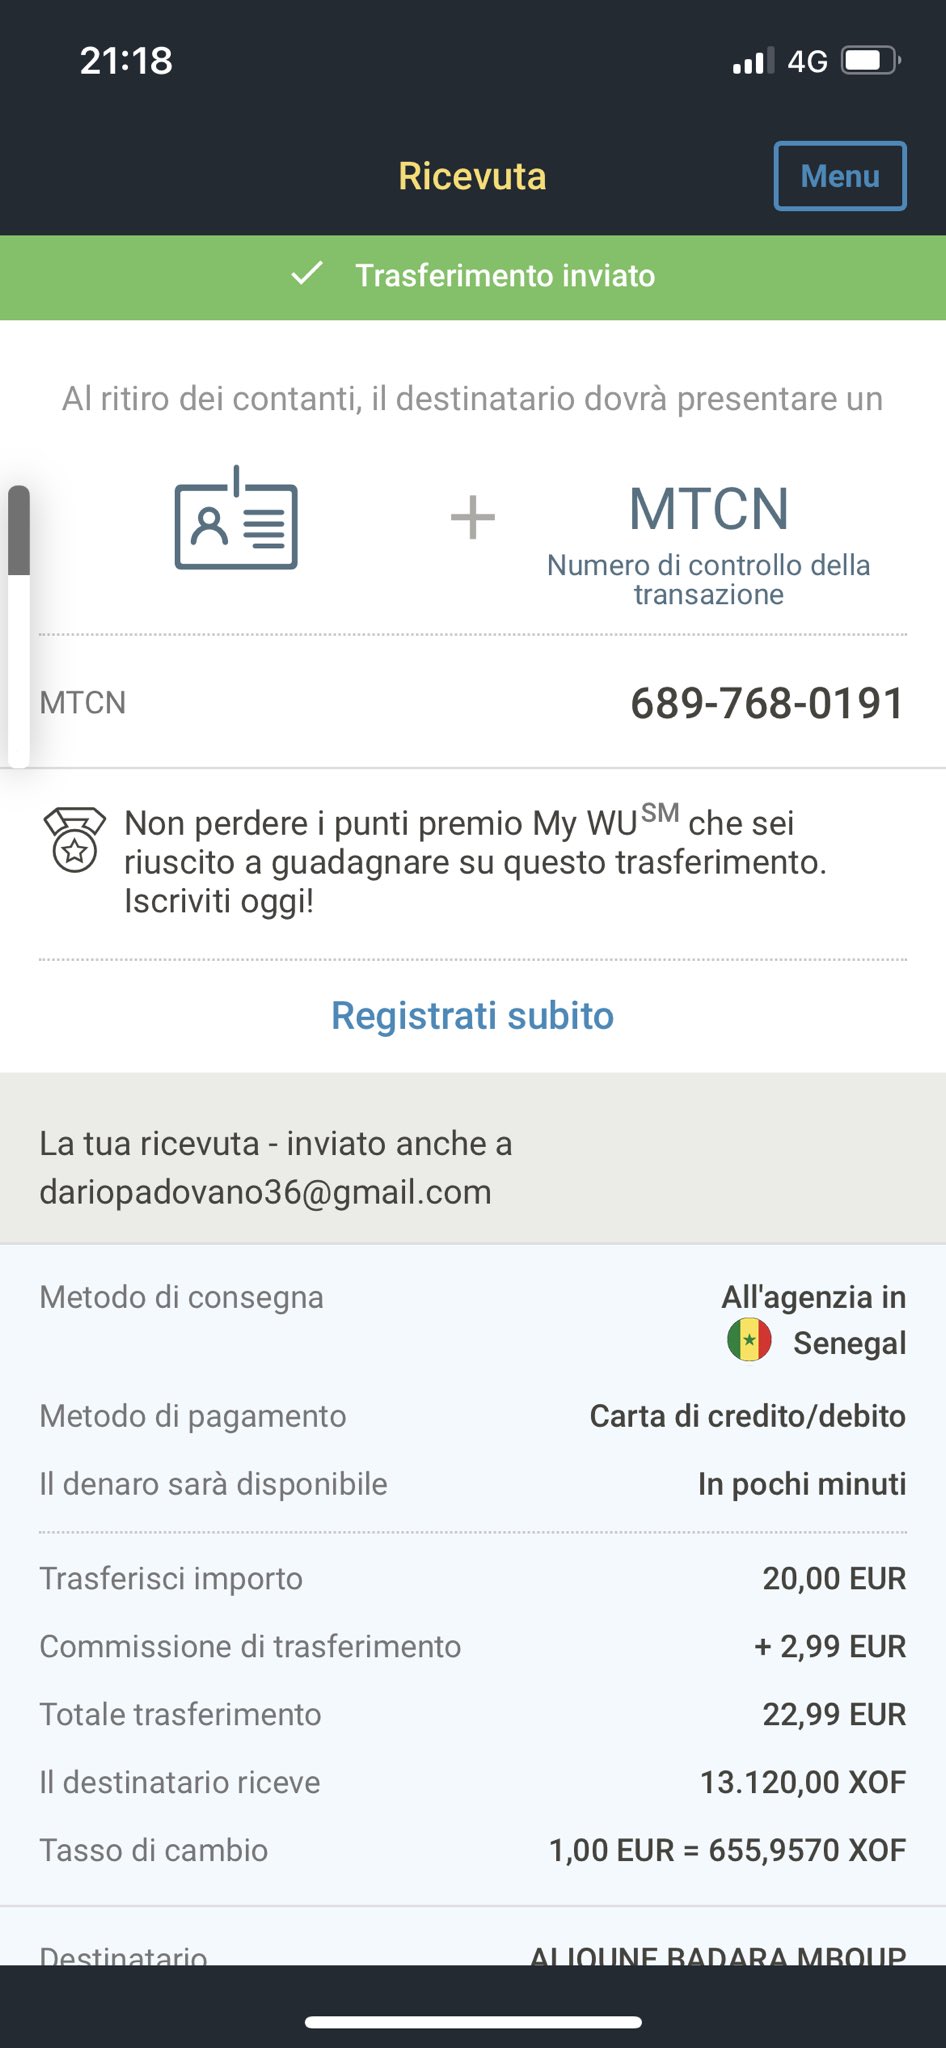 21:18
4G
Ricevuta
Menu
Trasferimento inviato
Al ritiro dei contanti, il destinatario dovrà presentare un
MTCN
Numero di controllo della
transazione
MTCN 689-768-0191
Non perdere i punti premio My WU℠ che sei
riuscito a guadagnare su questo trasferimento.
Iscriviti oggi!
Registrati subito
La tua ricevuta - inviato anche a
dariopadovano36@gmail.com
Metodo di consegna All'agenzia in
Senegal
Metodo di pagamento Carta di credito/debito
Il denaro sarà disponibile In pochi minuti
Trasferisci importo 20,00 EUR
Commissione di trasferimento + 2,99 EUR
Totale trasferimento 22,99 EUR
Il destinatario riceve 13.120,00 XOF
Tasso di cambio 1,00 EUR = 655,9570 XOF
Destinatario ALIOUNE BADARA MBOUP